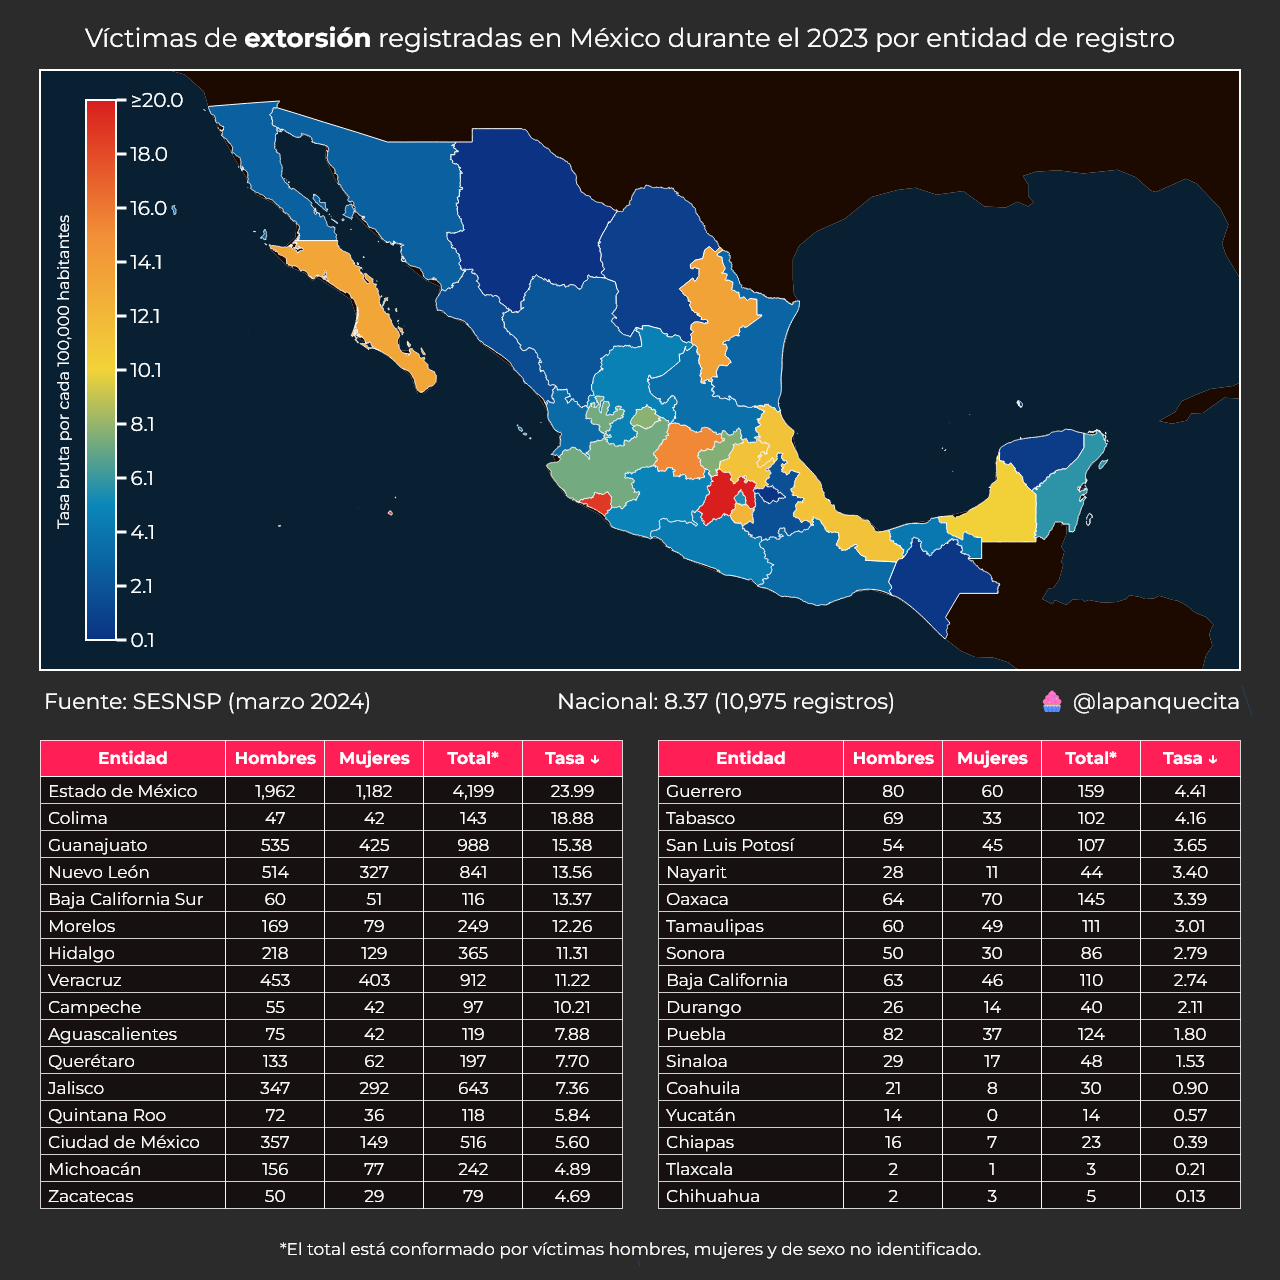 Víctimas de extorsión registradas en México durante el 2023 por entidad de registro
Tasa bruta por cada 100,000 habitantes
≥20.0
18.0
16.0
14.1
12.1
10.1
8.1
6.1
4.1
2.1
0.1
Fuente: SESNSP (marzo 2024) Nacional: 8.37 (10,975 registros) 🧁 @lapanquecita
Entidad Hombres Mujeres Total* Tasa ↓
Estado de México 1,962 1,182 4,199 23.99
Colima 47 42 143 18.88
Guanajuato 535 425 988 15.38
Nuevo León 514 327 841 13.56
Baja California Sur 60 51 116 13.37
Morelos 169 79 249 12.26
Hidalgo 218 129 365 11.31
Veracruz 453 403 912 11.22
Campeche 55 42 97 10.21
Aguascalientes 75 42 119 7.88
Querétaro 133 62 197 7.70
Jalisco 347 292 643 7.36
Quintana Roo 72 36 118 5.84
Ciudad de México 357 149 516 5.60
Michoacán 156 77 242 4.89
Zacatecas 50 29 79 4.69
Entidad Hombres Mujeres Total* Tasa ↓
Guerrero 80 60 159 4.41
Tabasco 69 33 102 4.16
San Luis Potosí 54 45 107 3.65
Nayarit 28 11 44 3.40
Oaxaca 64 70 145 3.39
Tamaulipas 60 49 111 3.01
Sonora 50 30 86 2.79
Baja California 63 46 110 2.74
Durango 26 14 40 2.11
Puebla 82 37 124 1.80
Sinaloa 29 17 48 1.53
Coahuila 21 8 30 0.90
Yucatán 14 0 14 0.57
Chiapas 16 7 23 0.39
Tlaxcala 2 1 3 0.21
Chihuahua 2 3 5 0.13
*El total está conformado por víctimas hombres, mujeres y de sexo no identificado.